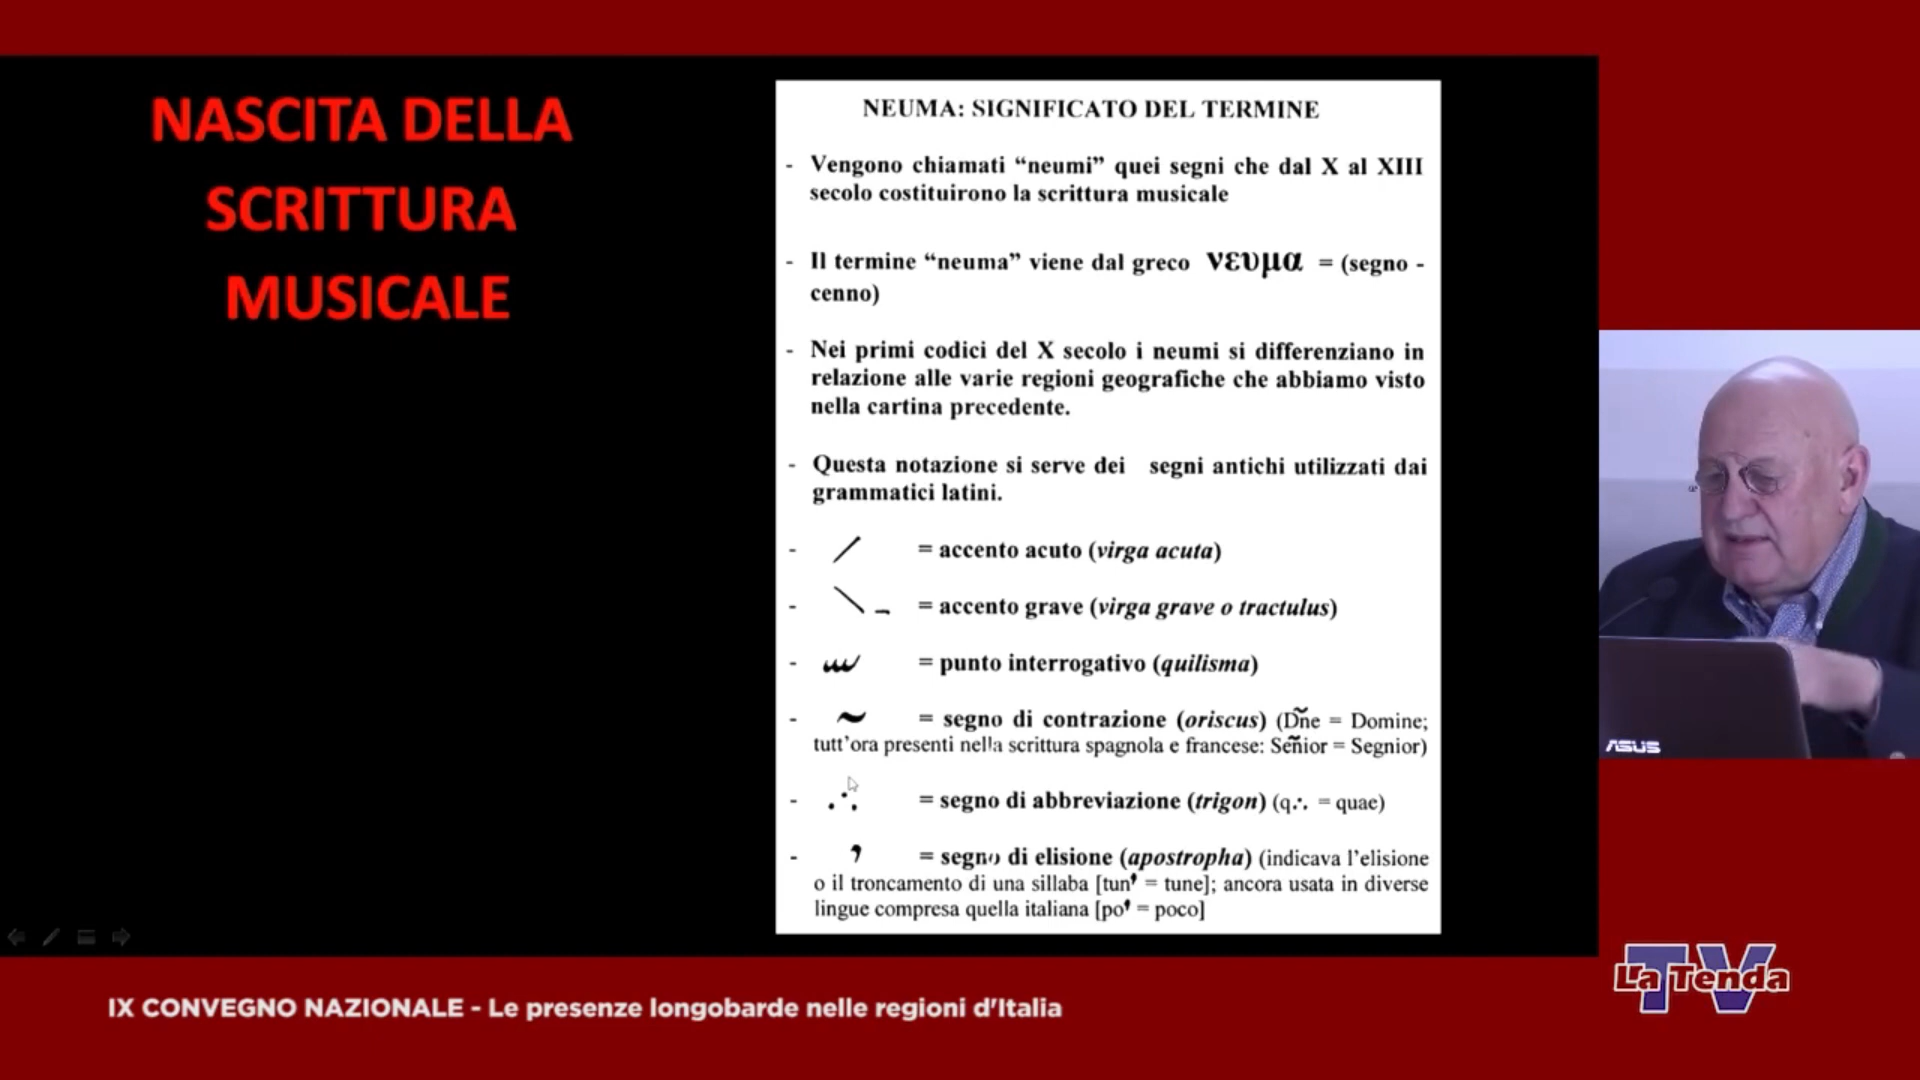 NASCITA DELLA
SCRITTURA
MUSICALE
NEUMA: SIGNIFICATO DEL TERMINE
- Vengono chiamati “neumi” quei segni che dal X al XIII
secolo costituirono la scrittura musicale
- Il termine “neuma” viene dal greco νευμα = (segno -
cenno)
- Nei primi codici del X secolo i neumi si differenziano in
relazione alle varie regioni geografiche che abbiamo visto
nella cartina precedente.
- Questa notazione si serve dei segni antichi utilizzati dai
grammatici latini.
- = accento acuto (virga acuta)
- = accento grave (virga grave o tractulus)
- = punto interrogativo (quilisma)
- ~ = segno di contrazione (oriscus) (Dñe = Domine;
tutt’ora presenti nella scrittura spagnola e francese: Señior = Segnior)
- ∴ = segno di abbreviazione (trigon) (q∴ = quae)
- ’ = segno di elisione (apostropha) (indicava l’elisione
o il troncamento di una sillaba [tun’ = tune]; ancora usata in diverse
lingue compresa quella italiana [po’ = poco]
ASUS
La Tenda
TV
IX CONVEGNO NAZIONALE - Le presenze longobarde nelle regioni d'Italia